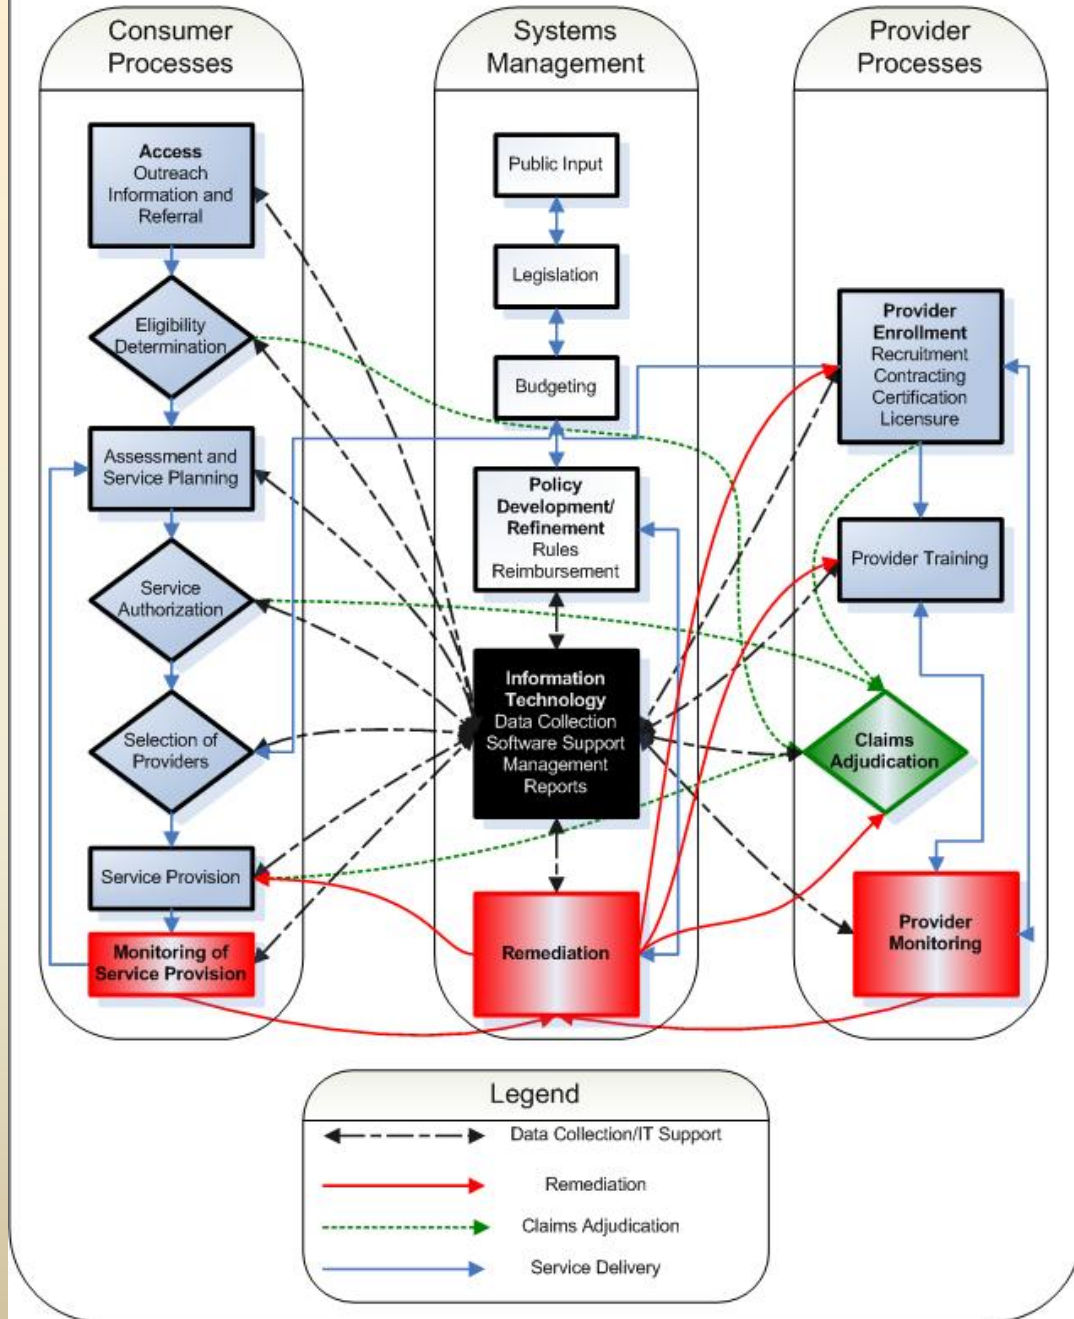 Consumer
Processes
Systems
Management
Provider
Processes
Access
Outreach
Information and
Referral
Eligibility
Determination
Assessment and
Service Planning
Service
Authorization
Selection of
Providers
Service Provision
Monitoring of
Service Provision
Public Input
Legislation
Budgeting
Policy
Development/
Refinement
Rules
Reimbursement
Information
Technology
Data Collection
Software Support
Management
Reports
Remediation
Provider
Enrollment
Recruitment
Contracting
Certification
Licensure
Provider Training
Claims
Adjudication
Provider
Monitoring
Legend
Data Collection/IT Support
Remediation
Claims Adjudication
Service Delivery